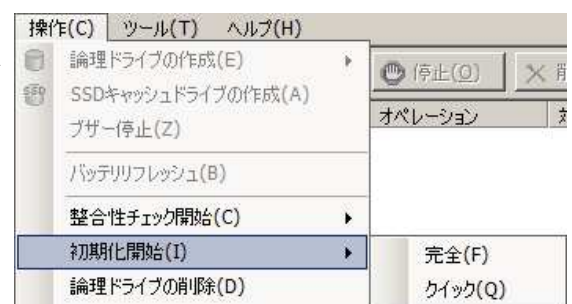 操作(C) ツール(T) ヘルプ(H)
論理ドライブの作成(E)
SSDキャッシュドライブの作成(A)
ブザー停止(Z)
バッテリリフレッシュ(B)
整合性チェック開始(C)
初期化開始(I)
論理ドライブの削除(D)
停止(O)
オペレーション
完全(F)
クイック(Q)